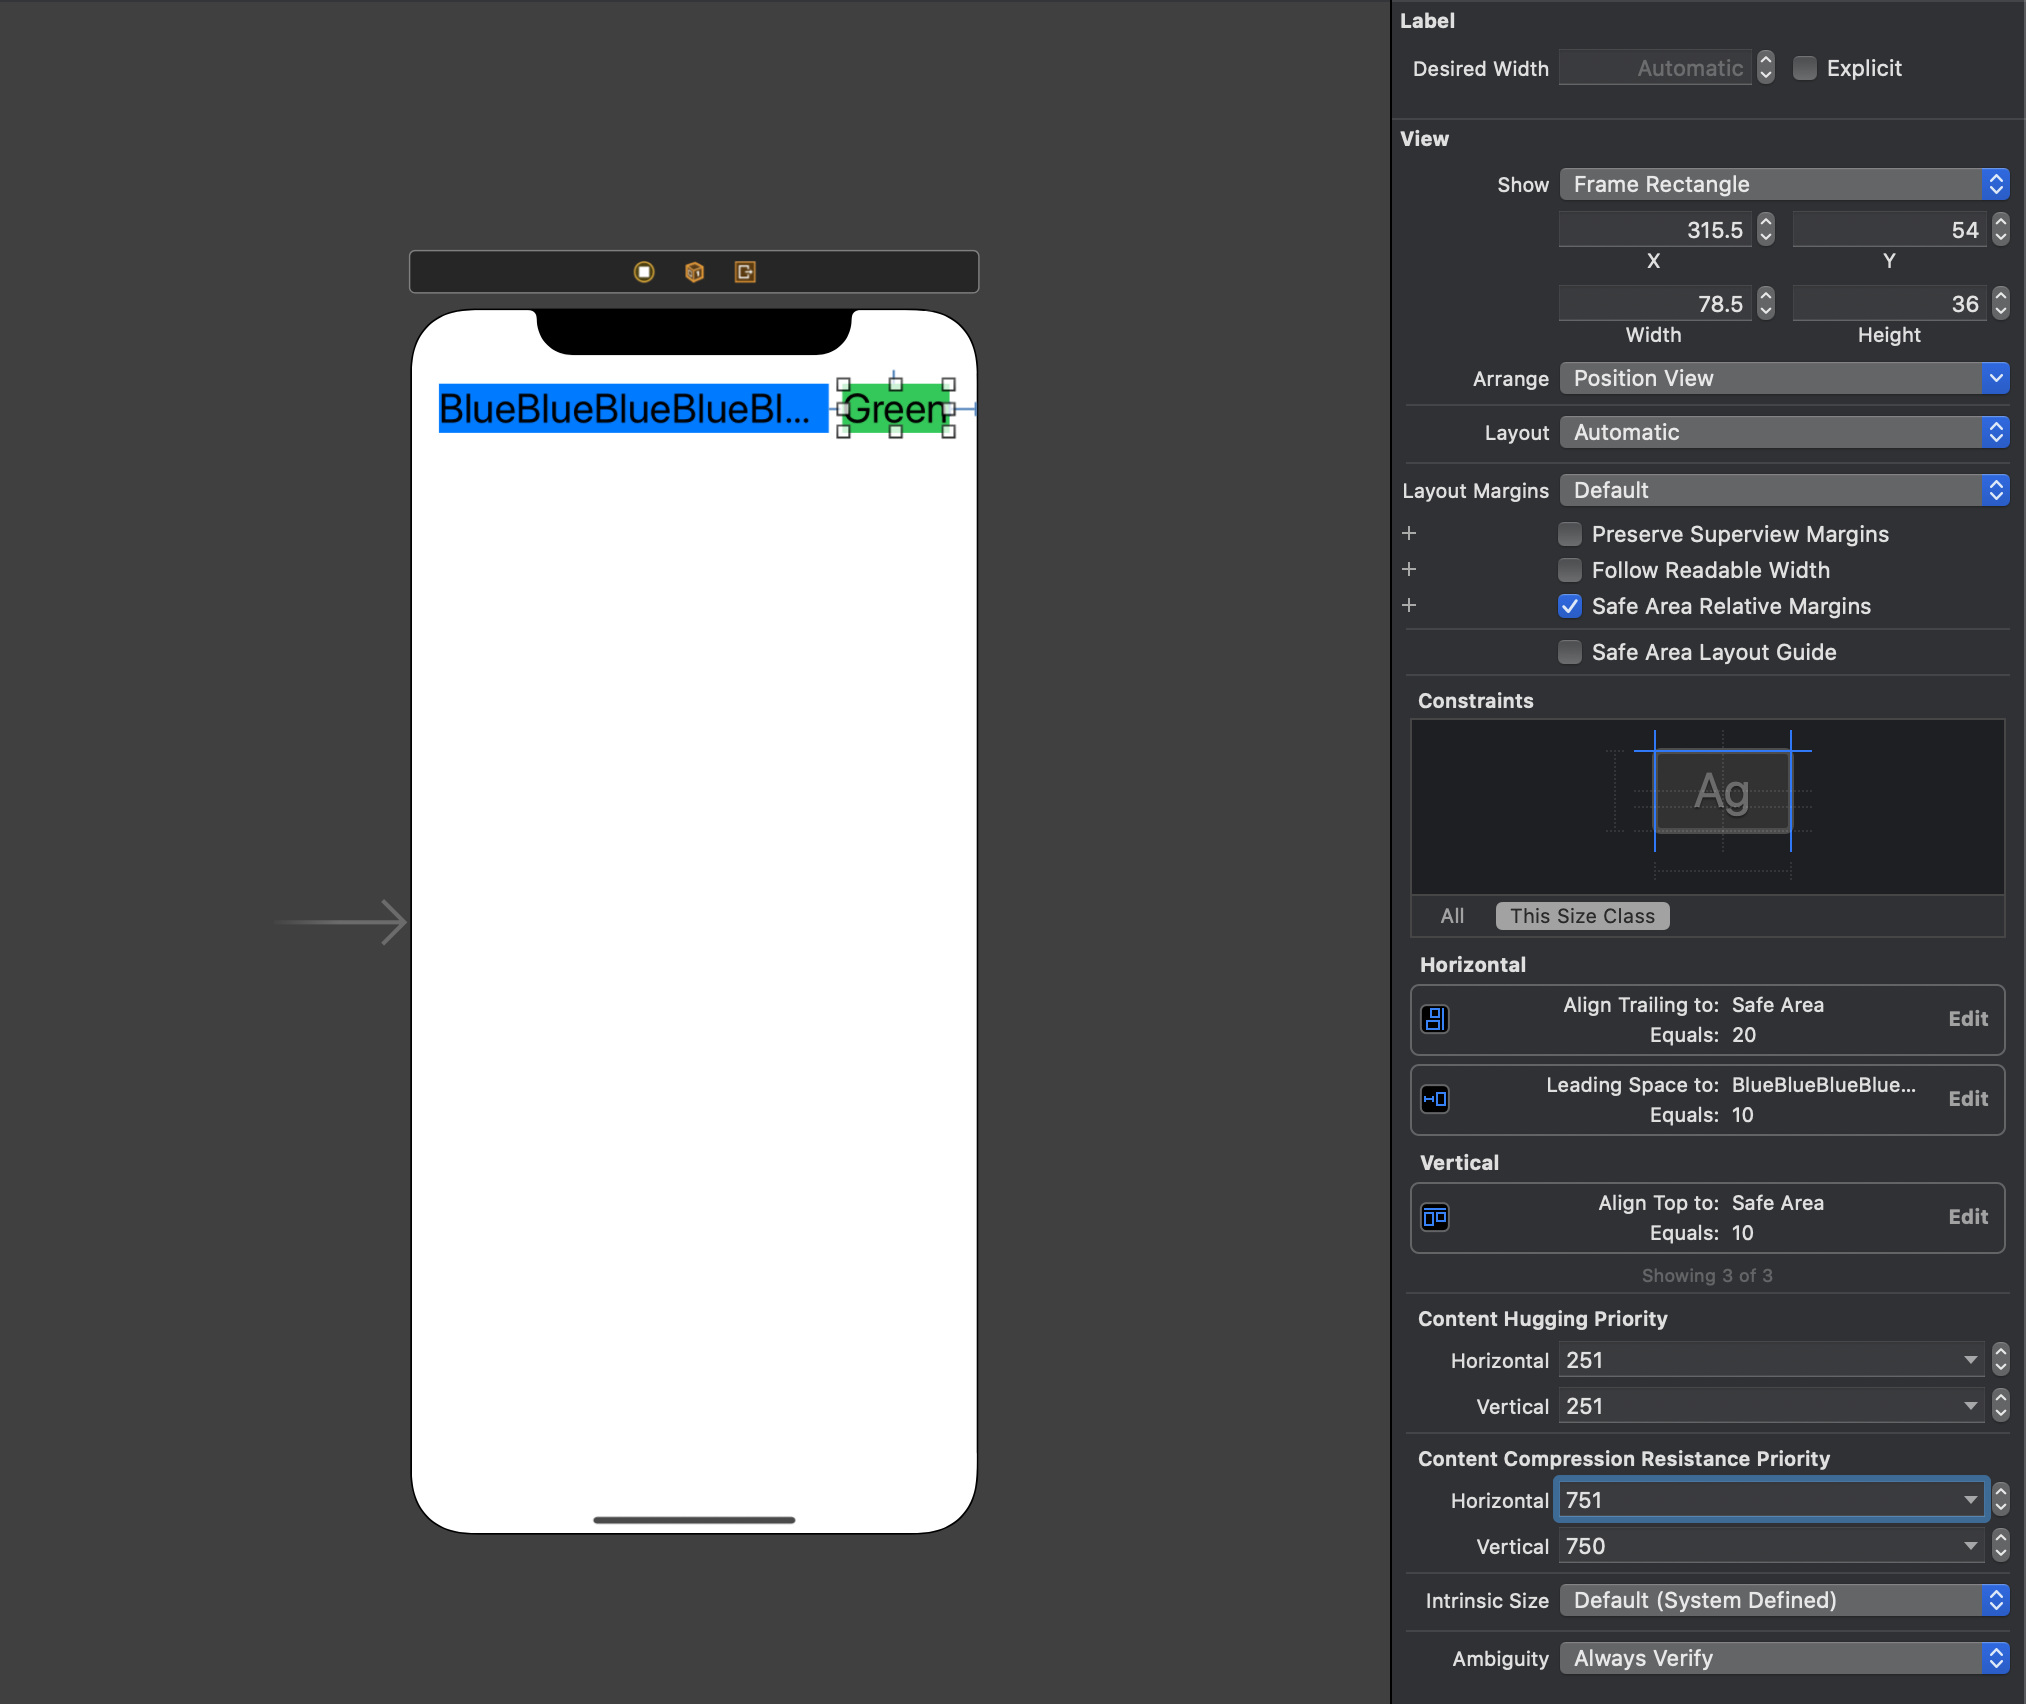 BlueBlueBlueBlueBl...
Green
Label
Desired Width Automatic Explicit
View
Show Frame Rectangle
315.5 54
X Y
78.5 36
Width Height
Arrange Position View
Layout Automatic
Layout Margins Default
Preserve Superview Margins
Follow Readable Width
Safe Area Relative Margins
Safe Area Layout Guide
Constraints
Ag
All This Size Class
Horizontal
Align Trailing to: Safe Area
Equals: 20
Edit
Leading Space to: BlueBlueBlueBlue...
Equals: 10
Edit
Vertical
Align Top to: Safe Area
Equals: 10
Edit
Showing 3 of 3
Content Hugging Priority
Horizontal 251
Vertical 251
Content Compression Resistance Priority
Horizontal 751
Vertical 750
Intrinsic Size Default (System Defined)
Ambiguity Always Verify